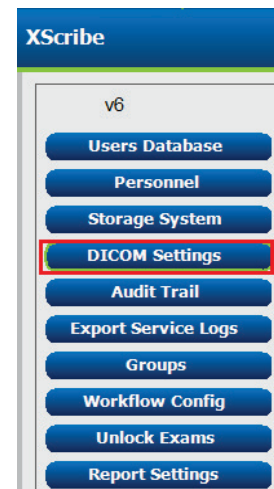 XScribe
v6
Users Database
Personnel
Storage System
DICOM Settings
Audit Trail
Export Service Logs
Groups
Workflow Config
Unlock Exams
Report Settings